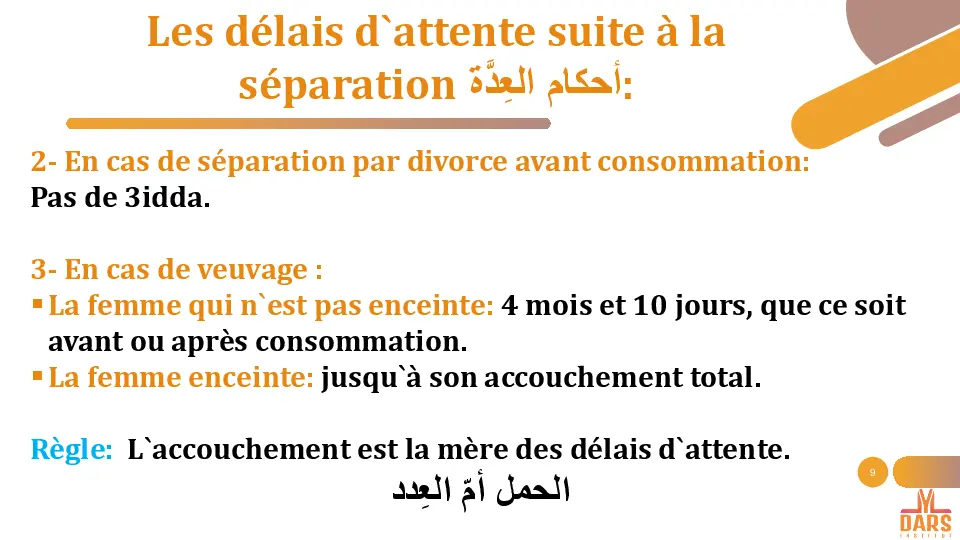 Les délais d`attente suite à la
séparation أحكام العِدَّة:
2- En cas de séparation par divorce avant consommation:
Pas de 3idda.
3- En cas de veuvage :
▪ La femme qui n`est pas enceinte: 4 mois et 10 jours, que ce soit
avant ou après consommation.
▪ La femme enceinte: jusqu`à son accouchement total.
Règle: L`accouchement est la mère des délais d`attente.
الحمل أمّ العِدد
9
DARS
INSTITUT